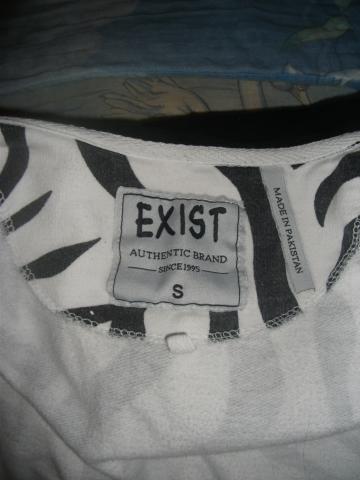 EXIST
AUTHENTIC BRAND
SINCE 1995
S
MADE IN PAKISTAN